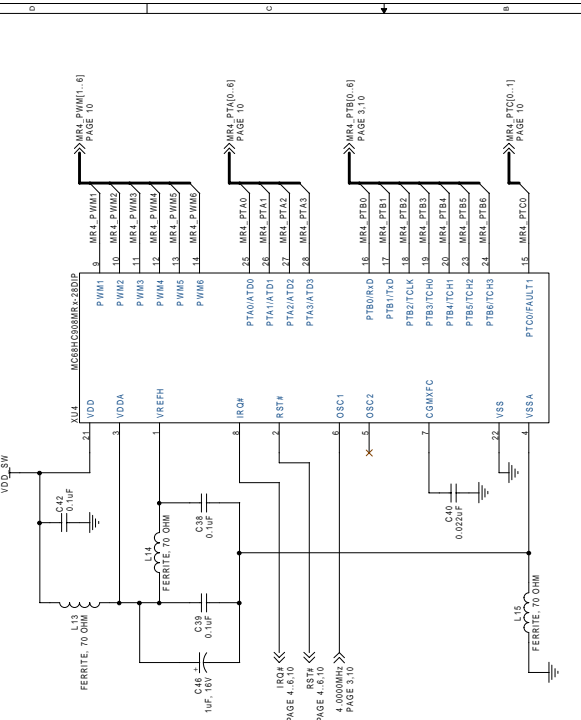 D
C
B
VDD_SW
C42
0.1uF
L13
FERRITE, 70 OHM
L14
FERRITE, 70 OHM
C38
0.1uF
C39
0.1uF
C46
+
1uF, 16V
IRQ#
PAGE 4..6,10
RST#
PAGE 4..6,10
4.0000MHz
PAGE 3,10
C40
0.022uF
L15
FERRITE, 70 OHM
XU4
MC68HC908MRx-28DIP
21 VDD
3 VDDA
1 VREFH
8 IRQ#
2 RST#
6 OSC1
5 OSC2
7 CGMXFC
22 VSS
4 VSSA
PWM1 9 MR4_PWM1
PWM2 10 MR4_PWM2
PWM3 11 MR4_PWM3
PWM4 12 MR4_PWM4
PWM5 13 MR4_PWM5
PWM6 14 MR4_PWM6
PTA0/ATD0 25 MR4_PTA0
PTA1/ATD1 26 MR4_PTA1
PTA2/ATD2 27 MR4_PTA2
PTA3/ATD3 28 MR4_PTA3
PTB0/RxD 16 MR4_PTB0
PTB1/TxD 17 MR4_PTB1
PTB2/TCLK 18 MR4_PTB2
PTB3/TCH0 19 MR4_PTB3
PTB4/TCH1 20 MR4_PTB4
PTB5/TCH2 23 MR4_PTB5
PTB6/TCH3 24 MR4_PTB6
PTC0/FAULT1 15 MR4_PTC0
MR4_PWM[1..6]
PAGE 10
MR4_PTA[0..6]
PAGE 10
MR4_PTB[0..6]
PAGE 3,10
MR4_PTC[0..1]
PAGE 10